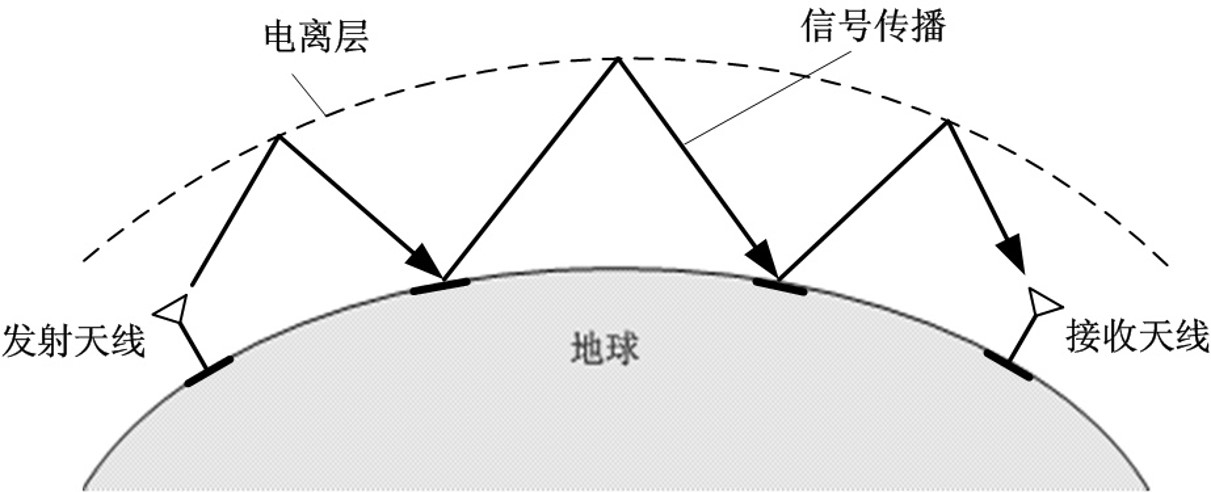 电离层
信号传播
发射天线
地球
接收天线